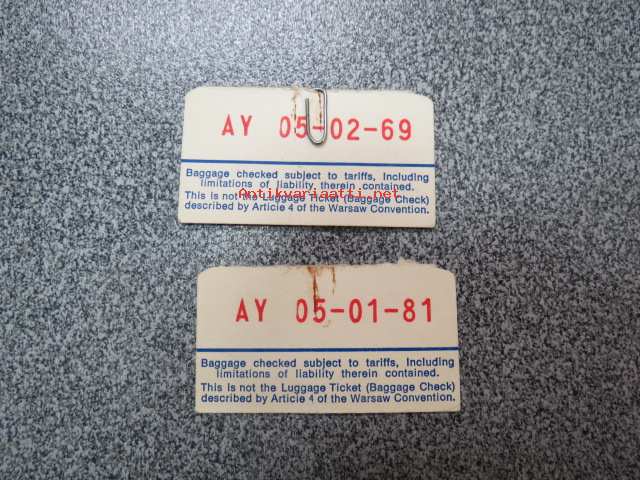 AY 05-02-69
Baggage checked subject to tariffs, including
limitations of liability therein contained.
Antikvariaatti.net
This is not the Luggage Ticket (Baggage Check)
described by Article 4 of the Warsaw Convention.
AY 05-01-81
Baggage checked subject to tariffs, including
limitations of liability therein contained.
This is not the Luggage Ticket (Baggage Check)
described by Article 4 of the Warsaw Convention.